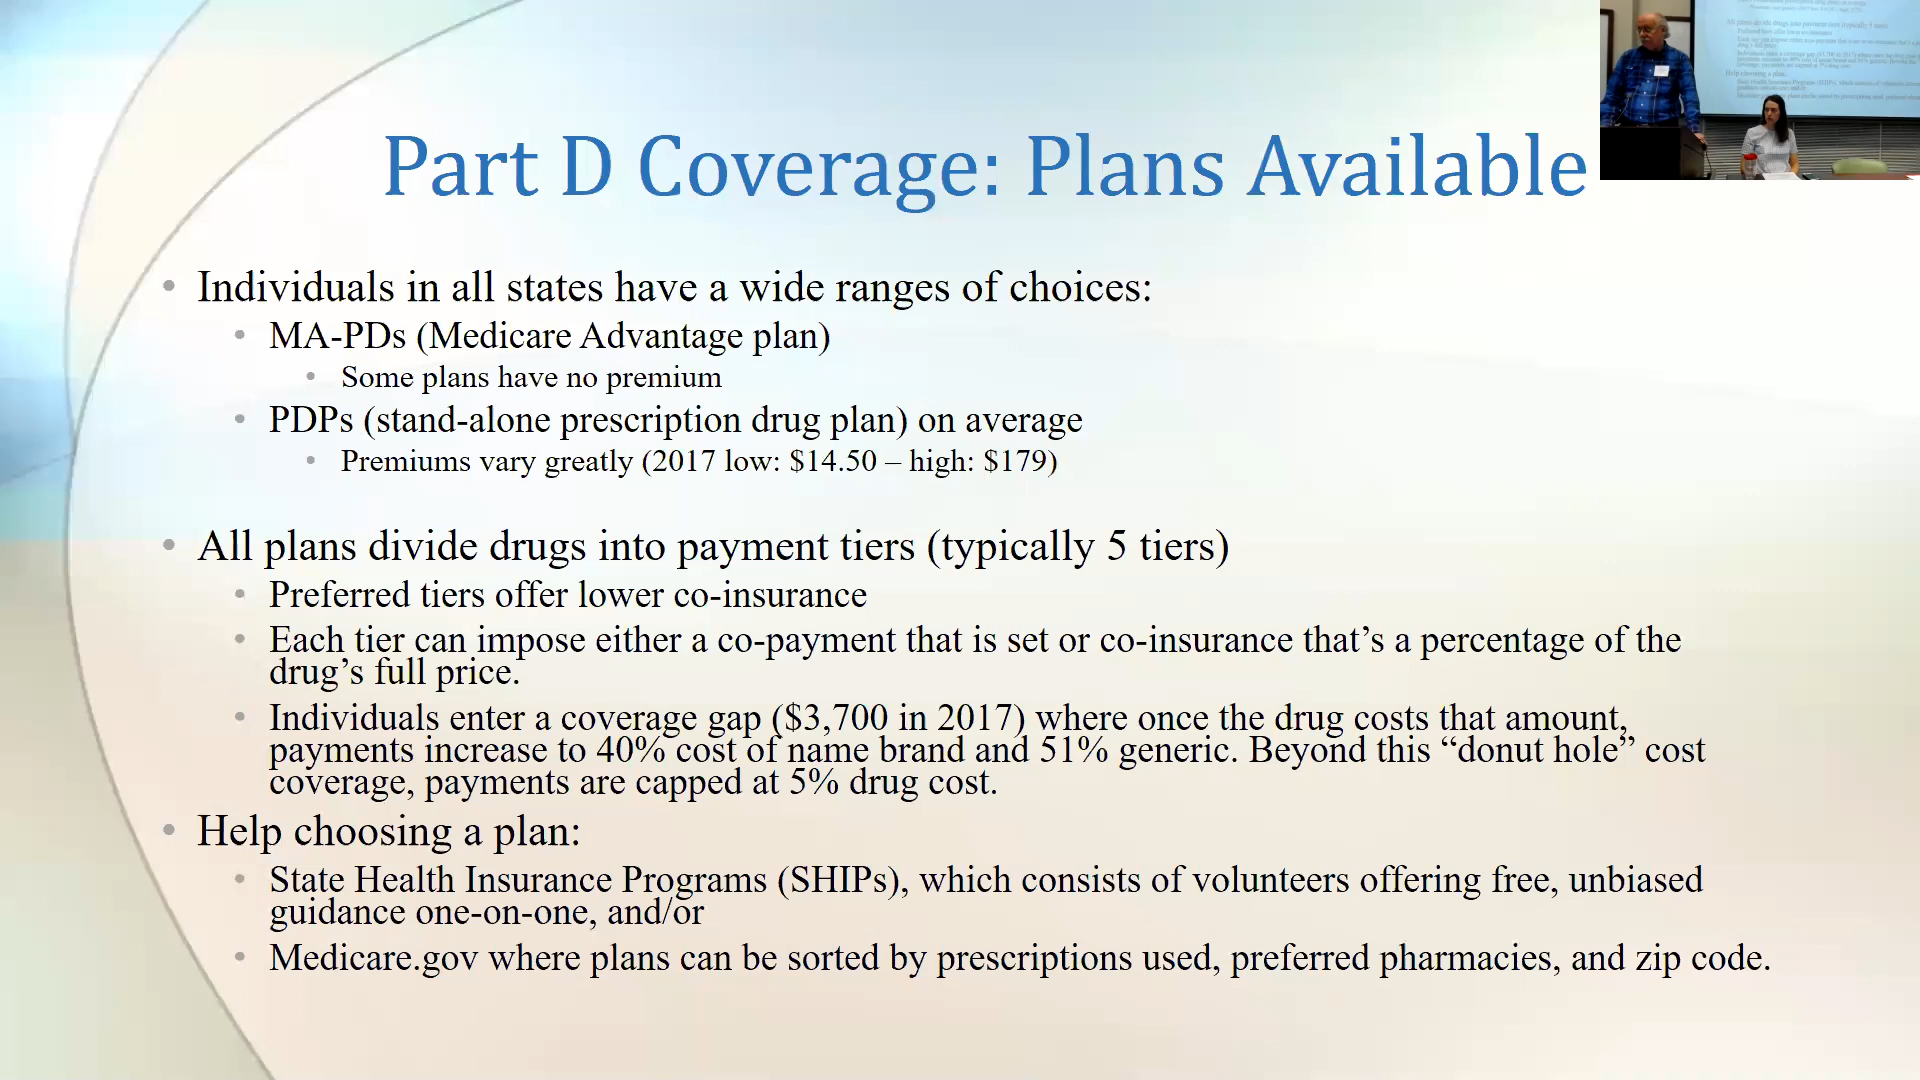 Part D Coverage: Plans Available
• Individuals in all states have a wide ranges of choices:
• MA-PDs (Medicare Advantage plan)
• Some plans have no premium
• PDPs (stand-alone prescription drug plan) on average
• Premiums vary greatly (2017 low: $14.50 – high: $179)
• All plans divide drugs into payment tiers (typically 5 tiers)
• Preferred tiers offer lower co-insurance
• Each tier can impose either a co-payment that is set or co-insurance that’s a percentage of the
drug’s full price.
• Individuals enter a coverage gap ($3,700 in 2017) where once the drug costs that amount,
payments increase to 40% cost of name brand and 51% generic. Beyond this “donut hole” cost
coverage, payments are capped at 5% drug cost.
• Help choosing a plan:
• State Health Insurance Programs (SHIPs), which consists of volunteers offering free, unbiased
guidance one-on-one, and/or
• Medicare.gov where plans can be sorted by prescriptions used, preferred pharmacies, and zip code.